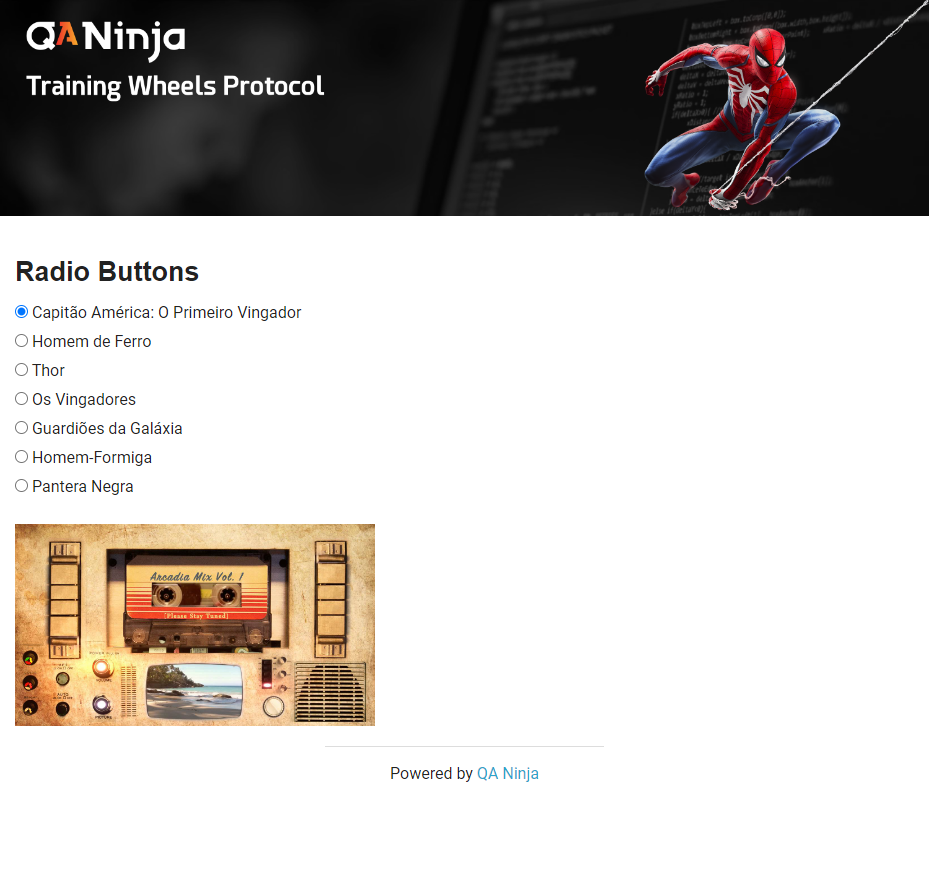 QANinja
Training Wheels Protocol
Radio Buttons
Capitão América: O Primeiro Vingador
Homem de Ferro
Thor
Os Vingadores
Guardiões da Galáxia
Homem-Formiga
Pantera Negra
Arcadia Mix Vol. 1
[Please Stay Tuned]
Powered by QA Ninja